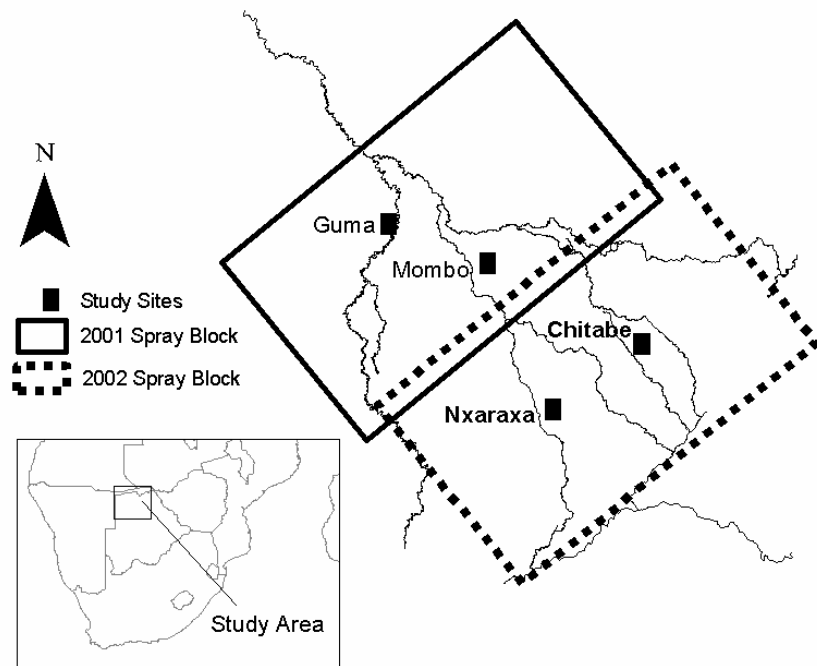 N
Guma
Mombo
Chitabe
Nxaraxa
Study Sites
2001 Spray Block
2002 Spray Block
Study Area